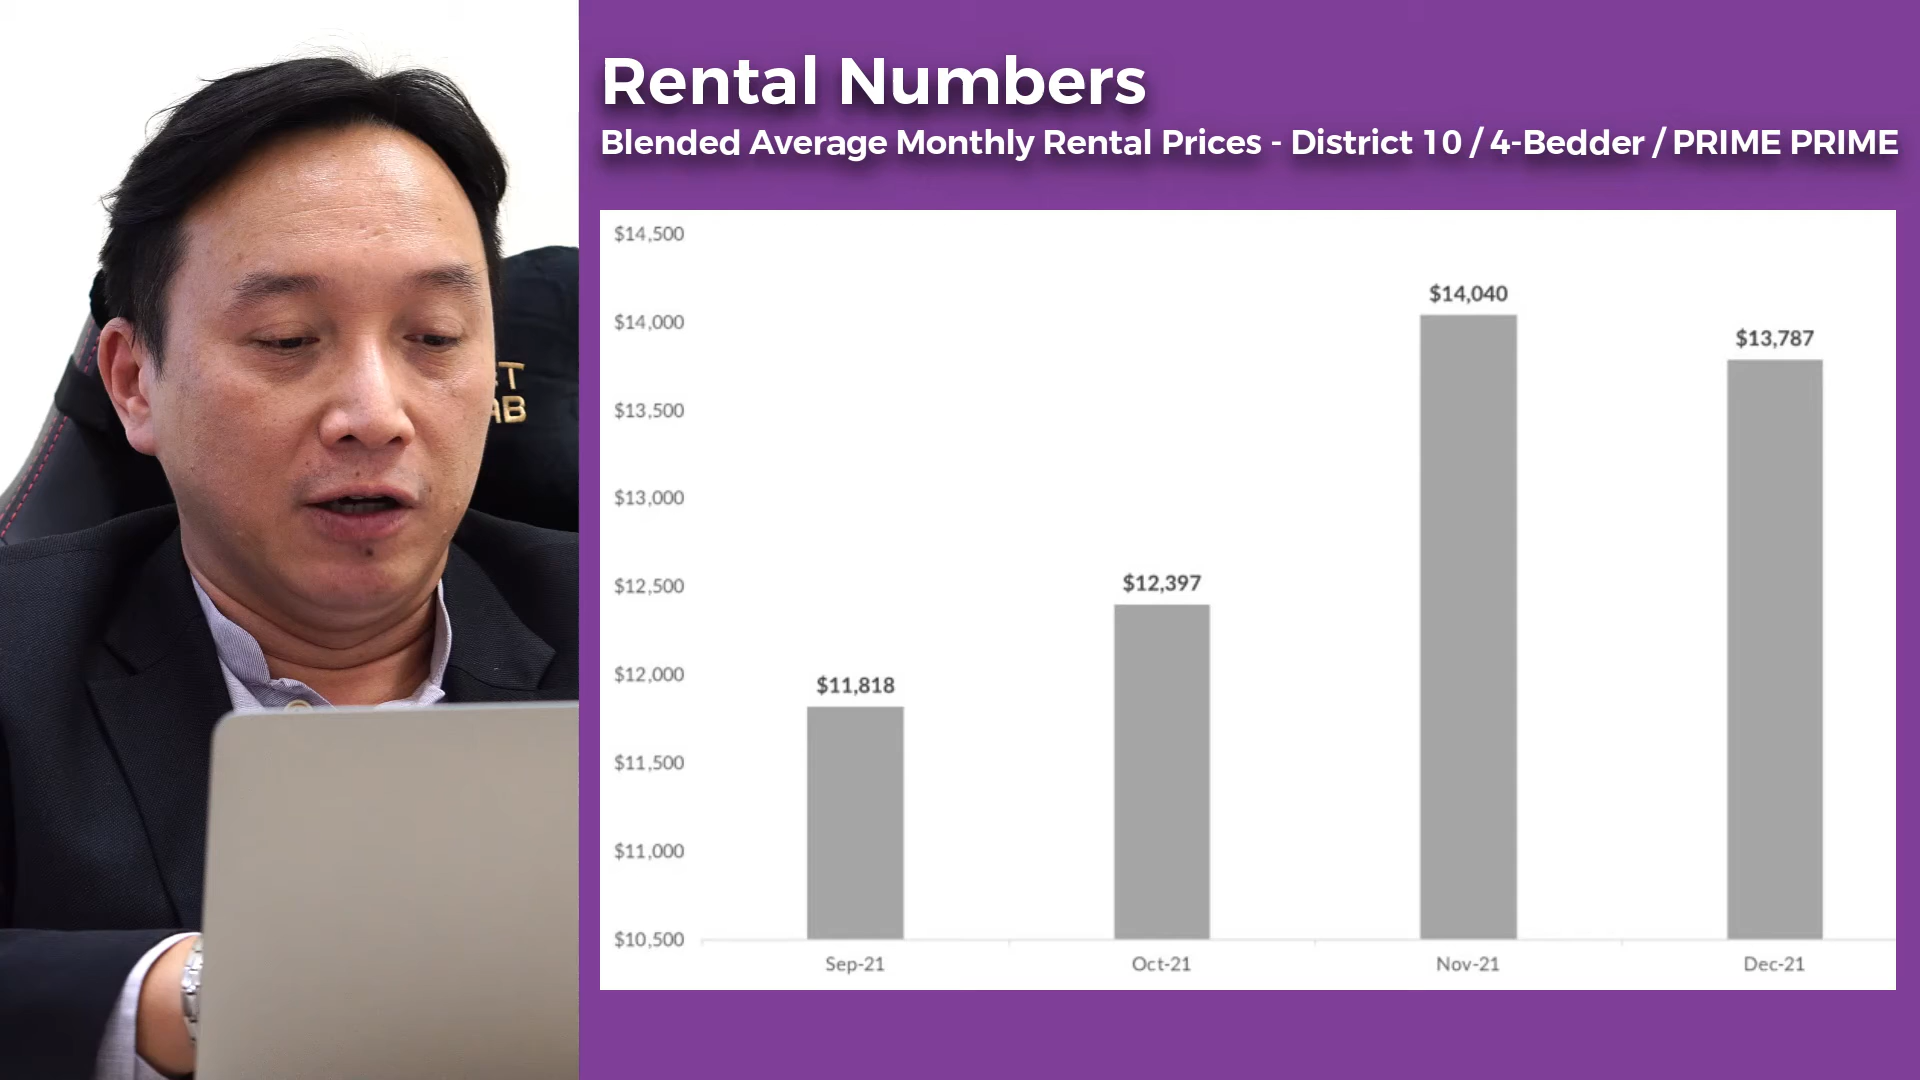 Rental Numbers
Blended Average Monthly Rental Prices - District 10 / 4-Bedder / PRIME PRIME
$14,500
$14,000
$13,500
$13,000
$12,500
$12,000
$11,500
$11,000
$10,500
$11,818
$12,397
$14,040
$13,787
Sep-21
Oct-21
Nov-21
Dec-21